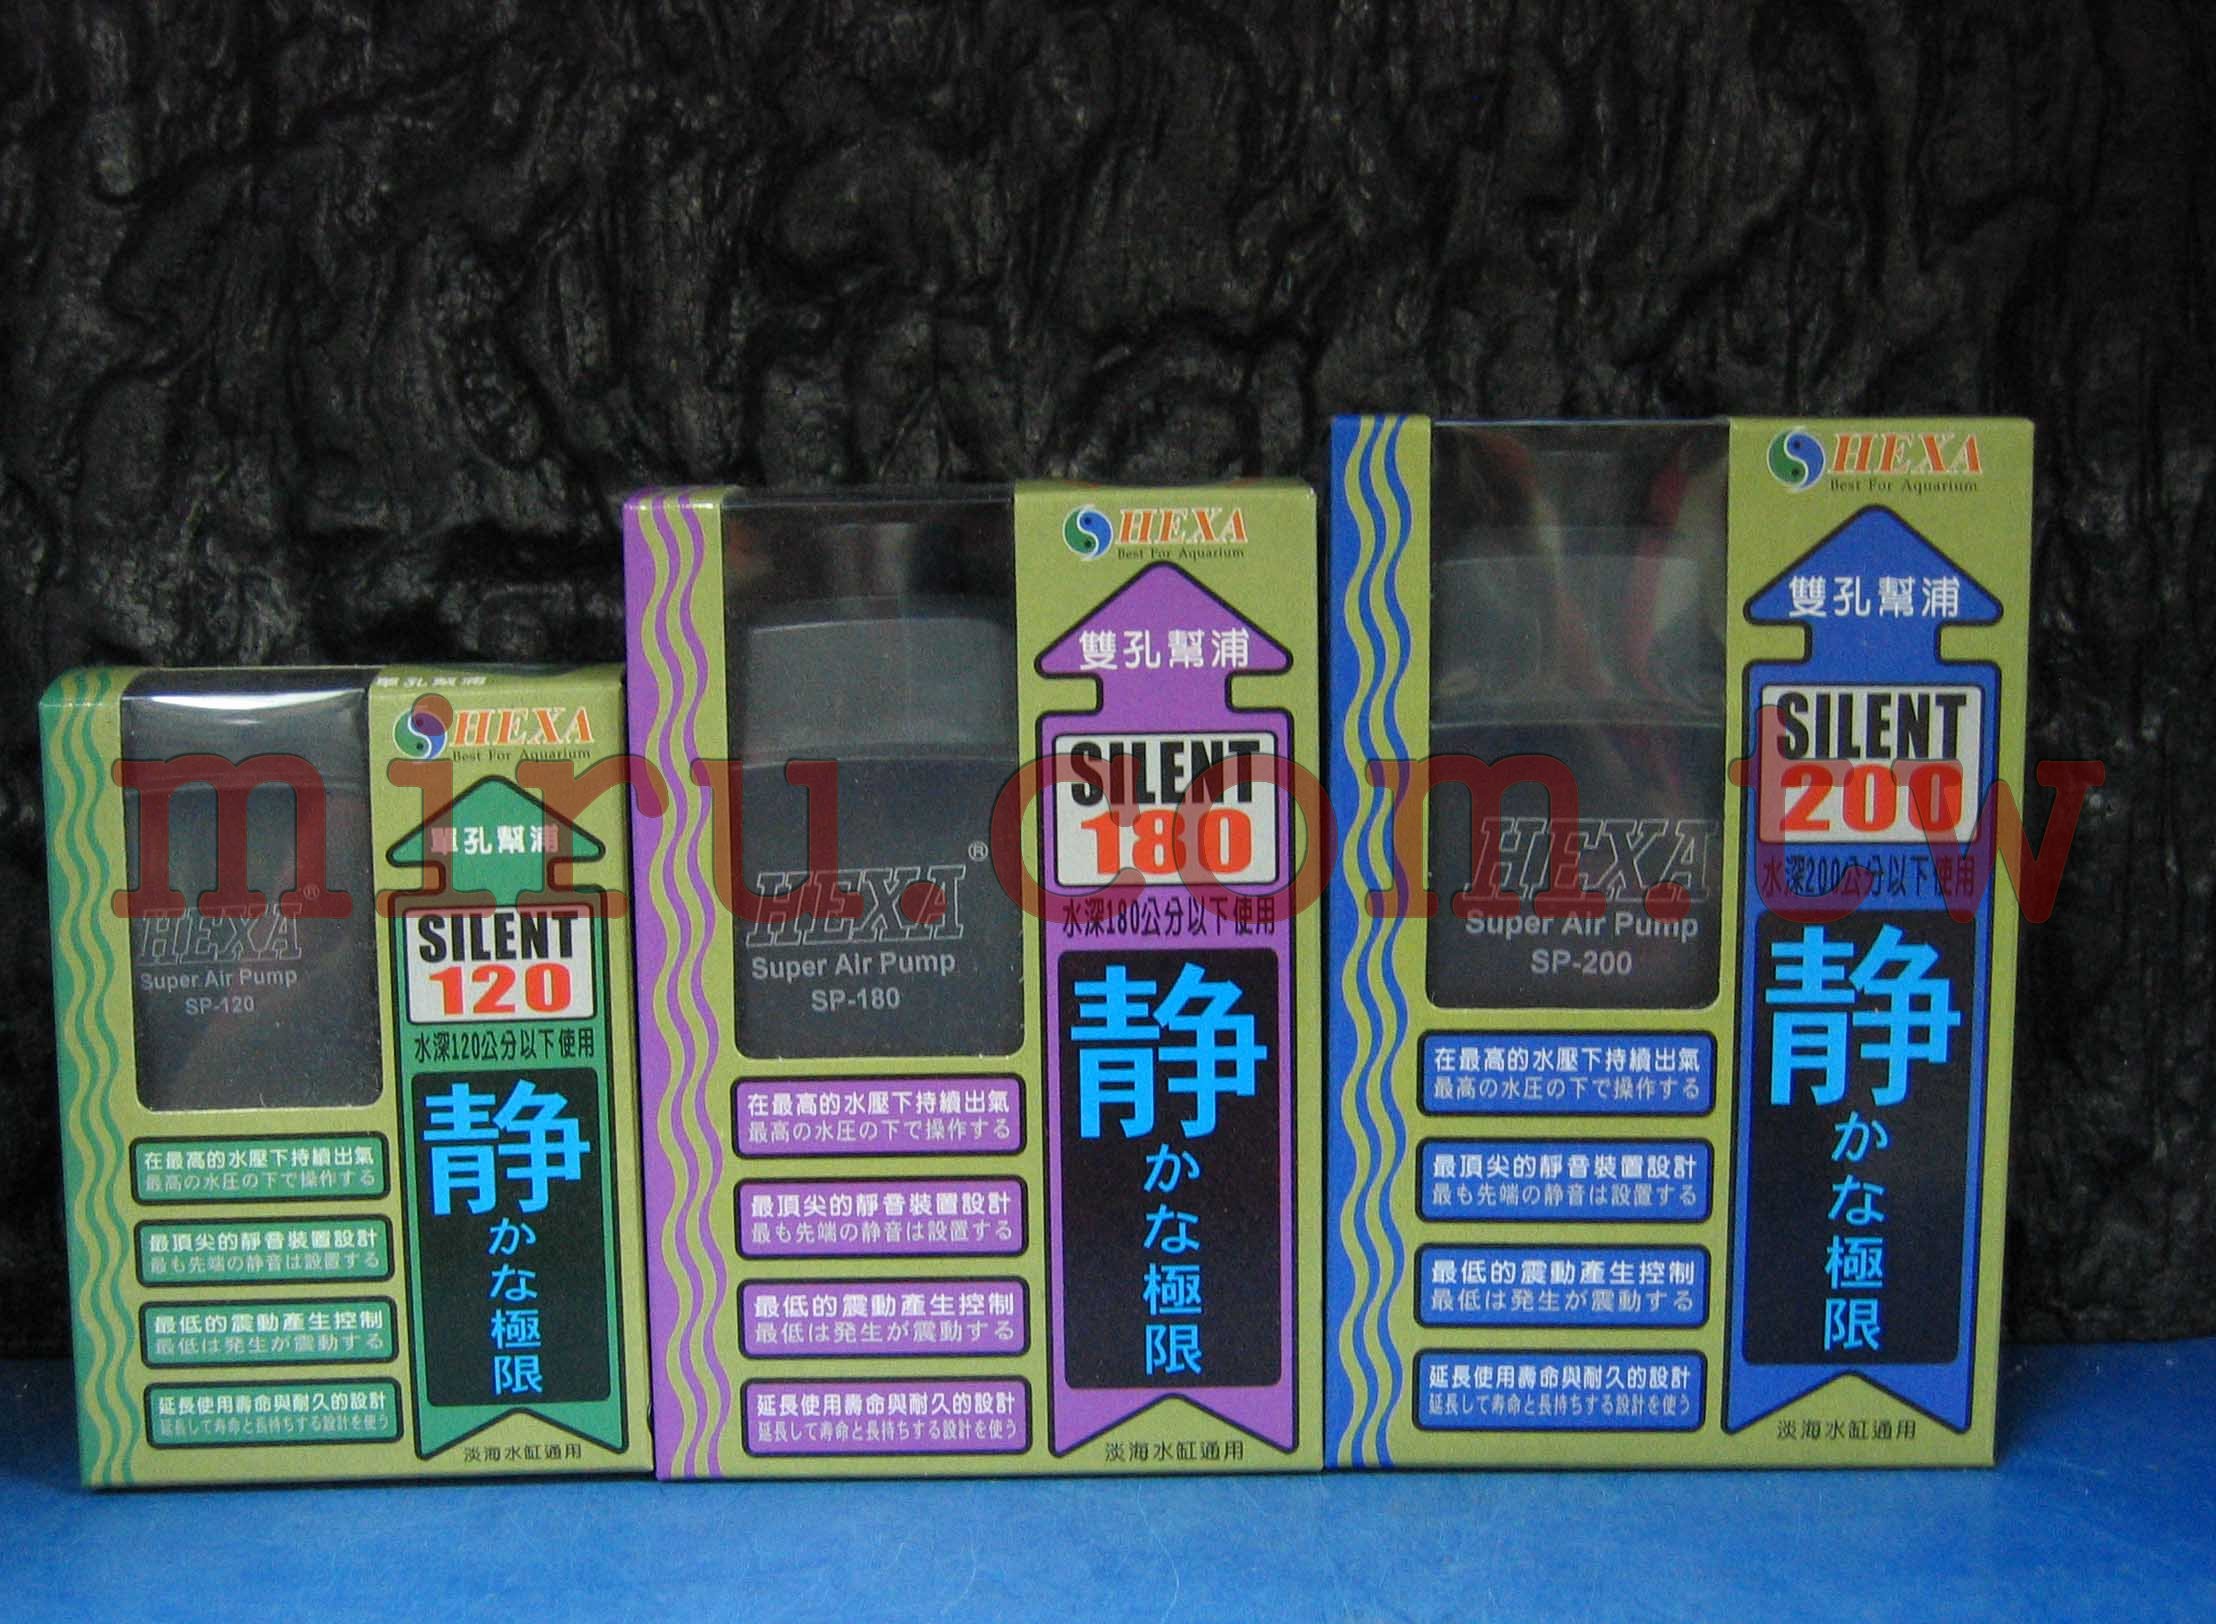 單孔幫浦
HEXA
Best For Aquarium
單孔幫浦
SILENT
120
水深120公分以下使用
静
かな極限
淡海水缸通用
HEXA®
Super Air Pump
SP-120
在最高的水壓下持續出氣
最高の水圧の下で操作する
最頂尖的靜音裝置設計
最も先端の静音は設置する
最低的震動產生控制
最低は発生が震動する
延長使用壽命與耐久的設計
延長して寿命と長持ちする設計を使う
HEXA
Best For Aquarium
雙孔幫浦
SILENT
180
水深180公分以下使用
静
かな極限
淡海水缸通用
HEXA®
Super Air Pump
SP-180
在最高的水壓下持續出氣
最高の水圧の下で操作する
最頂尖的靜音裝置設計
最も先端の静音は設置する
最低的震動產生控制
最低は発生が震動する
延長使用壽命與耐久的設計
延長して寿命と長持ちする設計を使う
HEXA
Best For Aquarium
雙孔幫浦
SILENT
200
水深200公分以下使用
静
かな極限
淡海水缸通用
HEXA
Super Air Pump
SP-200
在最高的水壓下持續出氣
最高の水圧の下で操作する
最頂尖的靜音裝置設計
最も先端の静音は設置する
最低的震動產生控制
最低は発生が震動する
延長使用壽命與耐久的設計
延長して寿命と長持ちする設計を使う
miru.com.tw